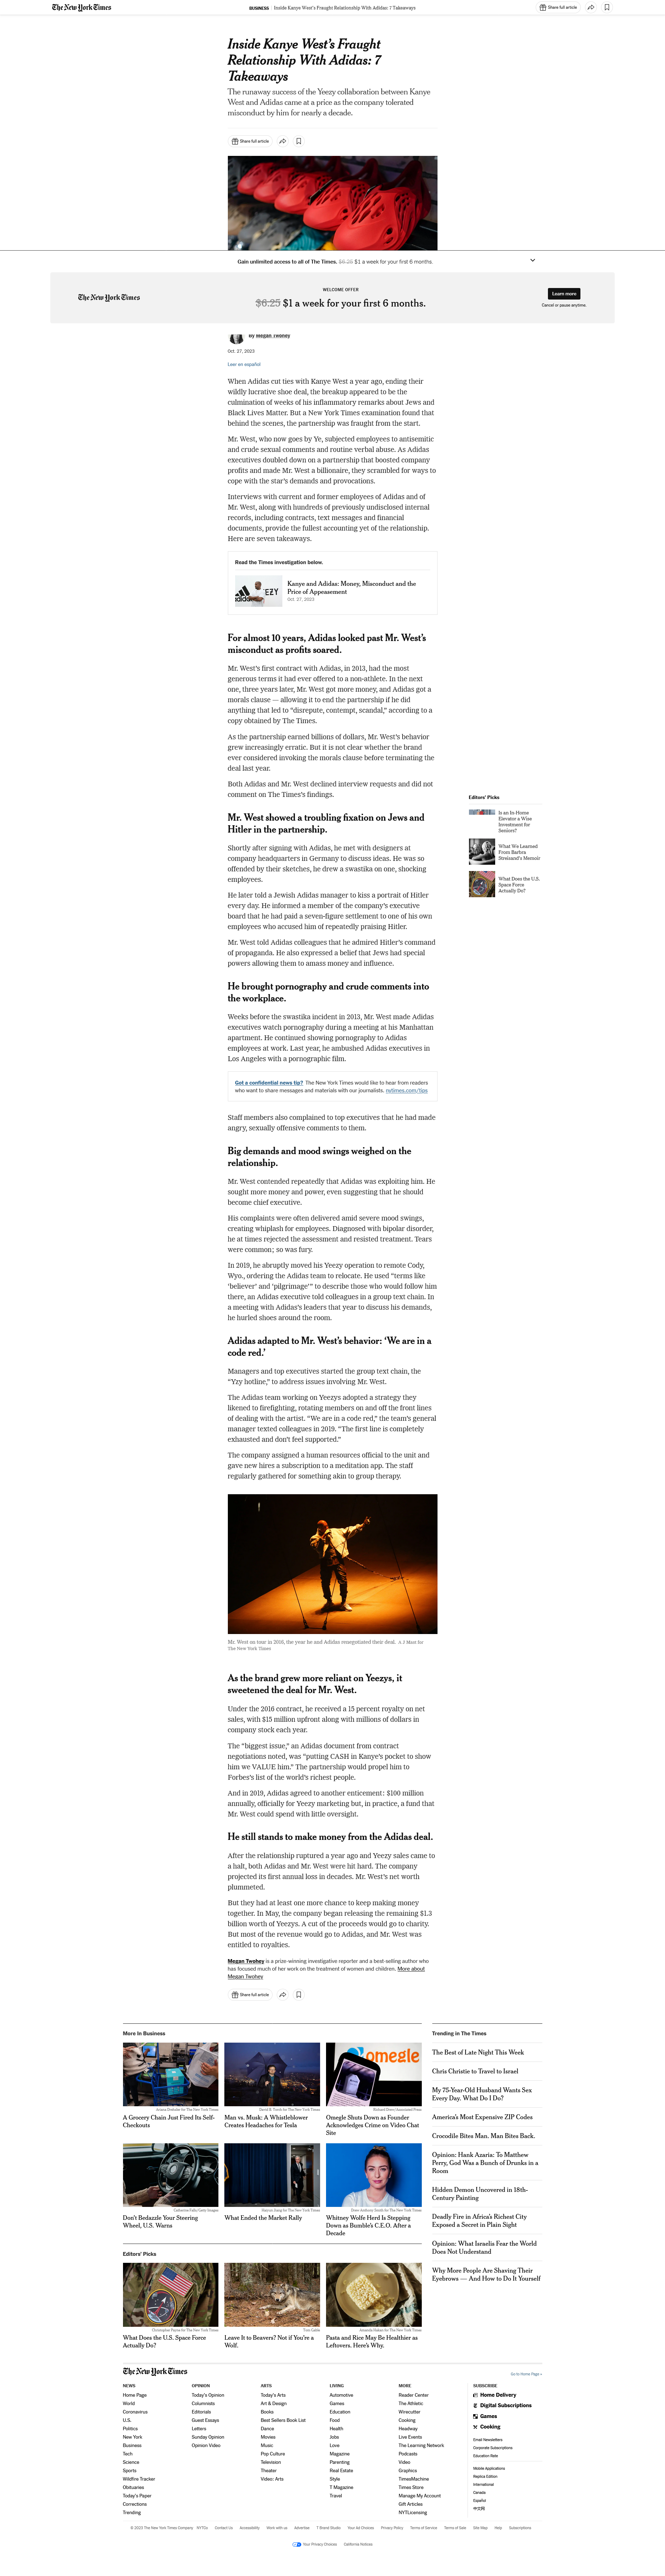 The New York Times
BUSINESS Inside Kanye West's Fraught Relationship With Adidas: 7 Takeaways
Share full article
Inside Kanye West's Fraught
Relationship With Adidas: 7
Takeaways
The runaway success of the Yeezy collaboration between Kanye
West and Adidas came at a price as the company tolerated
misconduct by him for nearly a decade.
Share full article
Gain unlimited access to all of The Times. $6.25 $1 a week for your first 6 months.
The New York Times
WELCOME OFFER
$6.25 $1 a week for your first 6 months.
Learn more
Cancel or pause anytime.
By Megan Twohey
Oct. 27, 2023
Leer en español
When Adidas cut ties with Kanye West a year ago, ending their
wildly lucrative shoe deal, the breakup appeared to be the
culmination of weeks of his inflammatory remarks about Jews and
Black Lives Matter. But a New York Times examination found that
behind the scenes, the partnership was fraught from the start.
Mr. West, who now goes by Ye, subjected employees to antisemitic
and crude sexual comments and routine verbal abuse. As Adidas
executives doubled down on a partnership that boosted company
profits and made Mr. West a billionaire, they scrambled for ways to
cope with the star's demands and provocations.
Interviews with current and former employees of Adidas and of
Mr. West, along with hundreds of previously undisclosed internal
records, including contracts, text messages and financial
documents, provide the fullest accounting yet of the relationship.
Here are seven takeaways.
Read the Times investigation below.
Kanye and Adidas: Money, Misconduct and the
Price of Appeasement
Oct. 27, 2023
For almost 10 years, Adidas looked past Mr. West's
misconduct as profits soared.
Mr. West's first contract with Adidas, in 2013, had the most
generous terms it had ever offered to a non-athlete. In the next
one, three years later, Mr. West got more money, and Adidas got a
morals clause — allowing it to end the partnership if he did
anything that led to "disrepute, contempt, scandal," according to a
copy obtained by The Times.
As the partnership earned billions of dollars, Mr. West's behavior
grew increasingly erratic. But it is not clear whether the brand
ever considered invoking the morals clause before terminating the
deal last year.
Both Adidas and Mr. West declined interview requests and did not
comment on The Times's findings.
Editors' Picks
Is an In-Home
Elevator a Wise
Investment for
Seniors?
What We Learned
From Barbra
Streisand's Memoir
What Does the U.S.
Space Force
Actually Do?
Mr. West showed a troubling fixation on Jews and
Hitler in the partnership.
Shortly after signing with Adidas, he met with designers at
company headquarters in Germany to discuss ideas. He was so
offended by their sketches, he drew a swastika on one, shocking
employees.
He later told a Jewish Adidas manager to kiss a portrait of Hitler
every day. He informed a member of the company's executive
board that he had paid a seven-figure settlement to one of his own
employees who accused him of repeatedly praising Hitler.
Mr. West told Adidas colleagues that he admired Hitler's command
of propaganda. He also expressed a belief that Jews had special
powers allowing them to amass money and influence.
He brought pornography and crude comments into
the workplace.
Weeks before the swastika incident in 2013, Mr. West made Adidas
executives watch pornography during a meeting at his Manhattan
apartment. He continued showing pornography to Adidas
employees at work. Last year, he ambushed Adidas executives in
Los Angeles with a pornographic film.
Got a confidential news tip? The New York Times would like to hear from readers
who want to share messages and materials with our journalists. nytimes.com/tips
Staff members also complained to top executives that he had made
angry, sexually offensive comments to them.
Big demands and mood swings weighed on the
relationship.
Mr. West contended repeatedly that Adidas was exploiting him. He
sought more money and power, even suggesting that he should
become chief executive.
His complaints were often delivered amid severe mood swings,
creating whiplash for employees. Diagnosed with bipolar disorder,
he at times rejected the assessment and resisted treatment. Tears
were common; so was fury.
In 2019, he abruptly moved his Yeezy operation to remote Cody,
Wyo., ordering the Adidas team to relocate. He used "terms like
'believer' and 'pilgrimage'" to describe those who would follow him
there, an Adidas executive told colleagues in a group text chain. In
a meeting with Adidas's leaders that year to discuss his demands,
he hurled shoes around the room.
Adidas adapted to Mr. West's behavior: 'We are in a
code red.'
Managers and top executives started the group text chain, the
"Yzy hotline," to address issues involving Mr. West.
The Adidas team working on Yeezys adopted a strategy they
likened to firefighting, rotating members on and off the front lines
of dealing with the artist. "We are in a code red," the team's general
manager texted colleagues in 2019. "The first line is completely
exhausted and don't feel supported."
The company assigned a human resources official to the unit and
gave new hires a subscription to a meditation app. The staff
regularly gathered for something akin to group therapy.
Mr. West on tour in 2016, the year he and Adidas renegotiated their deal. A J Mast for
The New York Times
As the brand grew more reliant on Yeezys, it
sweetened the deal for Mr. West.
Under the 2016 contract, he received a 15 percent royalty on net
sales, with $15 million upfront along with millions of dollars in
company stock each year.
The "biggest issue," an Adidas document from contract
negotiations noted, was "putting CASH in Kanye's pocket to show
him we VALUE him." The partnership would propel him to
Forbes's list of the world's richest people.
And in 2019, Adidas agreed to another enticement: $100 million
annually, officially for Yeezy marketing but, in practice, a fund that
Mr. West could spend with little oversight.
He still stands to make money from the Adidas deal.
After the relationship ruptured a year ago and Yeezy sales came to
a halt, both Adidas and Mr. West were hit hard. The company
projected its first annual loss in decades. Mr. West's net worth
plummeted.
But they had at least one more chance to keep making money
together. In May, the company began releasing the remaining $1.3
billion worth of Yeezys. A cut of the proceeds would go to charity.
But most of the revenue would go to Adidas, and Mr. West was
entitled to royalties.
Megan Twohey is a prize-winning investigative reporter and a best-selling author who
has focused much of her work on the treatment of women and children. More about
Megan Twohey
Share full article
More In Business
A Grocery Chain Just Fired Its Self-
Checkouts
Man vs. Musk: A Whistleblower
Creates Headaches for Tesla
omegle
Omegle Shuts Down as Founder
Acknowledges Crime on Video Chat
Site
Don't Bedazzle Your Steering
Wheel, U.S. Warns
What Ended the Market Rally
Whitney Wolfe Herd Is Stepping
Down as Bumble's C.E.O. After a
Decade
Editors' Picks
What Does the U.S. Space Force
Actually Do?
Leave It to Beavers? Not if You're a
Wolf.
Pasta and Rice May Be Healthier as
Leftovers. Here's Why.
Trending in The Times
The Best of Late Night This Week
Chris Christie to Travel to Israel
My 75-Year-Old Husband Wants Sex
Every Day. What Do I Do?
America's Most Expensive ZIP Codes
Crocodile Bites Man. Man Bites Back.
Opinion: Hank Azaria: To Matthew
Perry, God Was a Bunch of Drunks in a
Room
Hidden Demon Uncovered in 18th-
Century Painting
Deadly Fire in Africa's Richest City
Exposed a Secret in Plain Sight
Opinion: What Israelis Fear the World
Does Not Understand
Why More People Are Shaving Their
Eyebrows — And How to Do It Yourself
The New York Times
Go to Home Page »
NEWS
Home Page
World
Coronavirus
U.S.
Politics
New York
Business
Tech
Science
Sports
Wildfire Tracker
Obituaries
Today's Paper
Corrections
Trending
OPINION
Today's Opinion
Columnists
Editorials
Guest Essays
Letters
Sunday Opinion
Opinion Video
ARTS
Today's Arts
Art & Design
Books
Best Sellers Book List
Dance
Movies
Music
Pop Culture
Television
Theater
Video: Arts
LIVING
Automotive
Games
Education
Food
Health
Jobs
Love
Magazine
Parenting
Real Estate
Style
T Magazine
Travel
MORE
Reader Center
The Athletic
Wirecutter
Cooking
Headway
Live Events
The Learning Network
Podcasts
Video
Graphics
TimesMachine
Times Store
Manage My Account
Gift Articles
NYTLicensing
SUBSCRIBE
Home Delivery
Digital Subscriptions
Games
Cooking
Email Newsletters
Corporate Subscriptions
Education Rate
Mobile Applications
Replica Edition
International
Canada
Español
中文网
© 2023 The New York Times Company NYTCo Contact Us Accessibility Work with us Advertise T Brand Studio Your Ad Choices Privacy Policy Terms of Service Terms of Sale Site Map Help Subscriptions
Your Privacy Choices California Notices